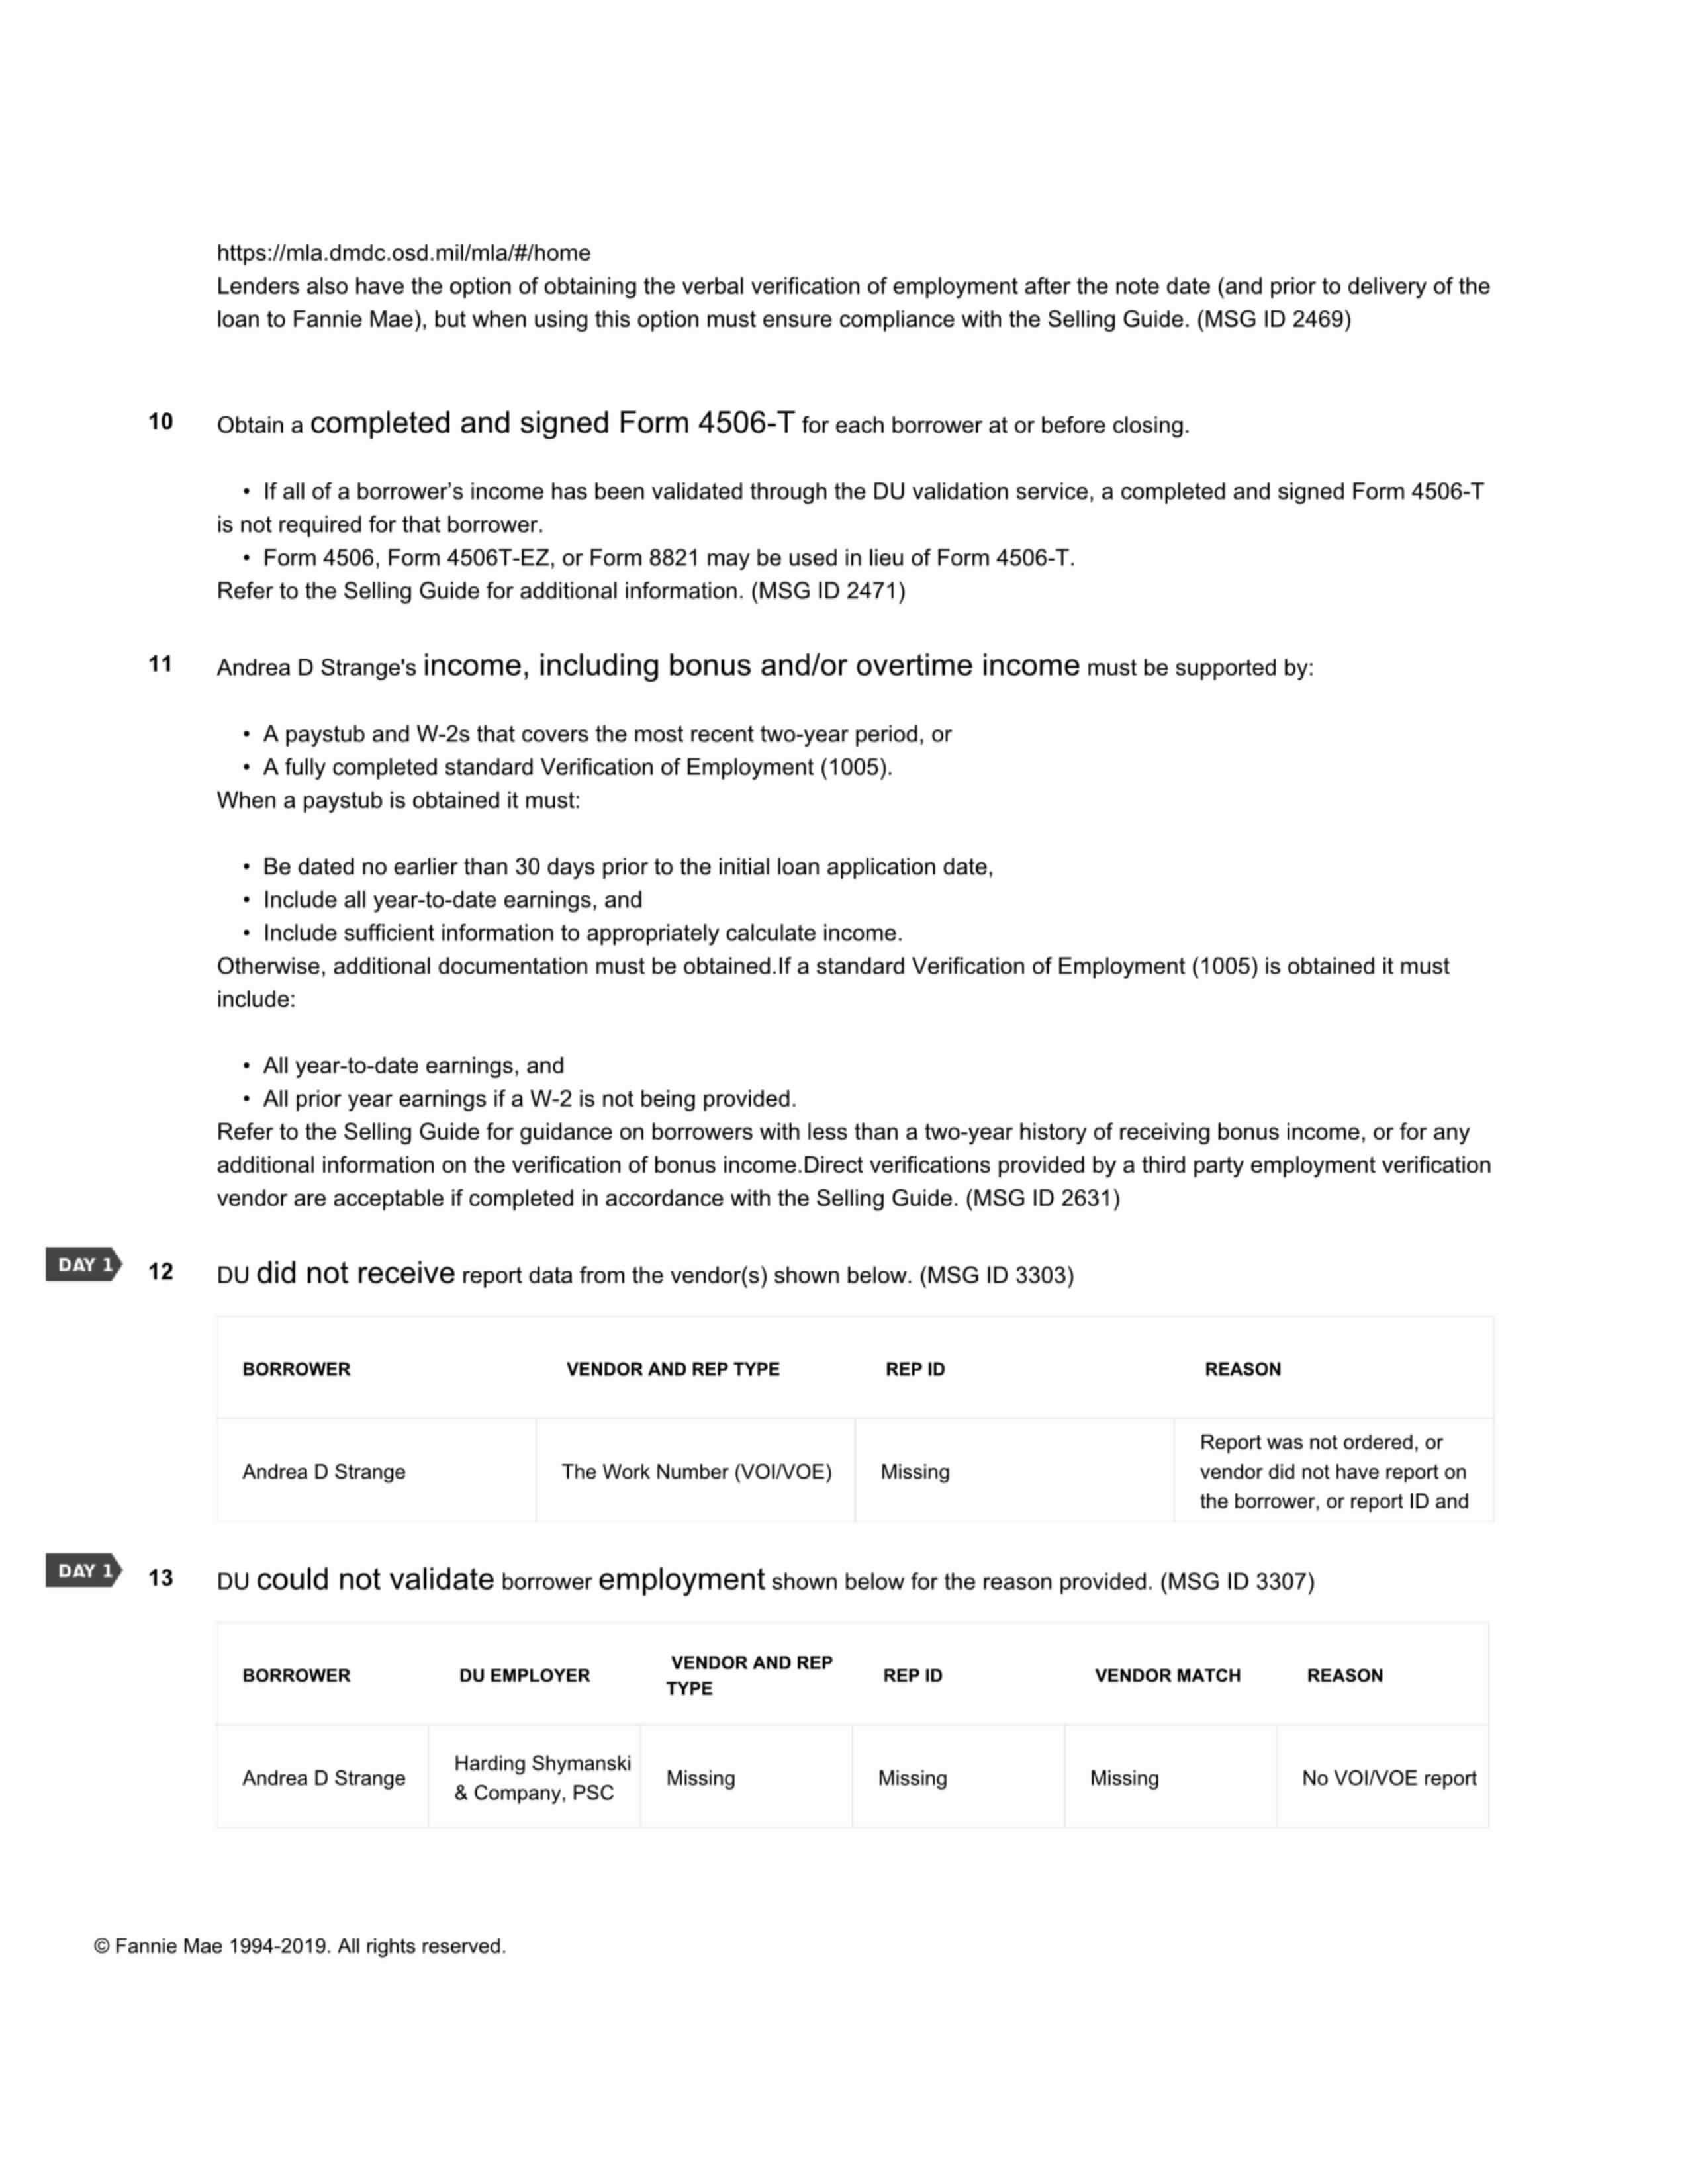 https://mla.dmdc.osd.mil/mla/#/home
Lenders also have the option of obtaining the verbal verification of employment after the note date (and prior to delivery of the
loan to Fannie Mae), but when using this option must ensure compliance with the Selling Guide. (MSG ID 2469)
10 Obtain a completed and signed Form 4506-T for each borrower at or before closing.
• If all of a borrower’s income has been validated through the DU validation service, a completed and signed Form 4506-T
is not required for that borrower.
• Form 4506, Form 4506T-EZ, or Form 8821 may be used in lieu of Form 4506-T.
Refer to the Selling Guide for additional information. (MSG ID 2471)
11 Andrea D Strange's income, including bonus and/or overtime income must be supported by:
• A paystub and W-2s that covers the most recent two-year period, or
• A fully completed standard Verification of Employment (1005).
When a paystub is obtained it must:
• Be dated no earlier than 30 days prior to the initial loan application date,
• Include all year-to-date earnings, and
• Include sufficient information to appropriately calculate income.
Otherwise, additional documentation must be obtained.If a standard Verification of Employment (1005) is obtained it must
include:
• All year-to-date earnings, and
• All prior year earnings if a W-2 is not being provided.
Refer to the Selling Guide for guidance on borrowers with less than a two-year history of receiving bonus income, or for any
additional information on the verification of bonus income.Direct verifications provided by a third party employment verification
vendor are acceptable if completed in accordance with the Selling Guide. (MSG ID 2631)
DAY 1 12 DU did not receive report data from the vendor(s) shown below. (MSG ID 3303)
BORROWER VENDOR AND REP TYPE REP ID REASON
Andrea D Strange The Work Number (VOI/VOE) Missing Report was not ordered, or
vendor did not have report on
the borrower, or report ID and
DAY 1 13 DU could not validate borrower employment shown below for the reason provided. (MSG ID 3307)
BORROWER DU EMPLOYER VENDOR AND REP
TYPE REP ID VENDOR MATCH REASON
Andrea D Strange Harding Shymanski
& Company, PSC Missing Missing Missing No VOI/VOE report
© Fannie Mae 1994-2019. All rights reserved.